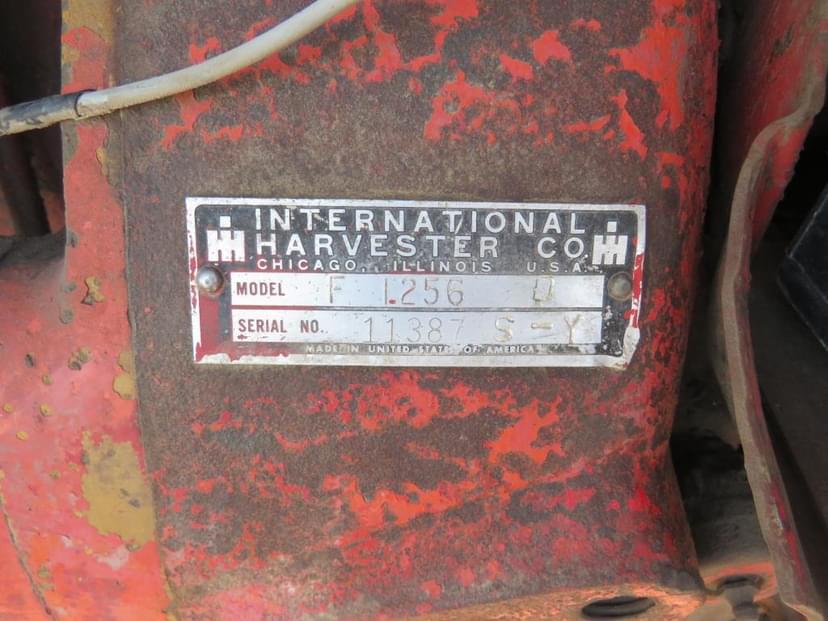 INTERNATIONAL
HARVESTER CO
CHICAGO, ILLINOIS U.S.A.
MODEL F 1256 D
SERIAL NO. 11387 S-Y
MADE IN UNITED STATES OF AMERICA